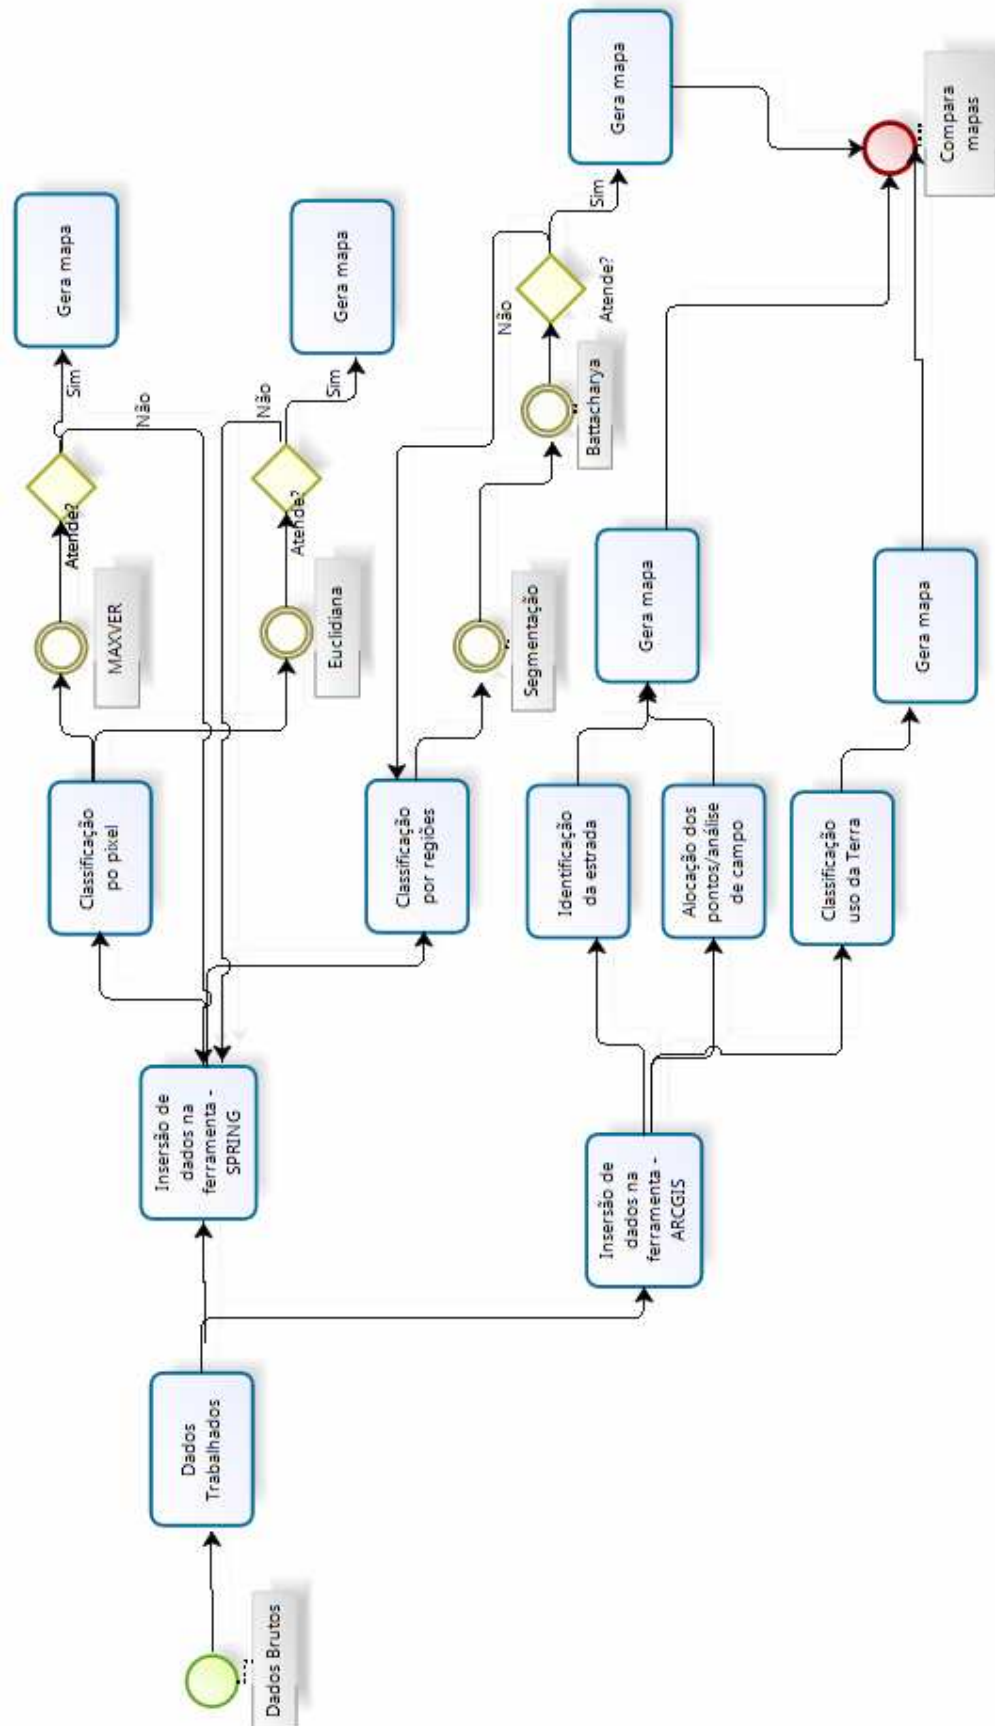 Dados Brutos
Dados
Trabalhados
Insersão de
dados na
ferramenta -
SPRING
Classificação
po pixel
MAXVER
Atende?
Sim
Não
Gera mapa
Euclidiana
Atende?
Sim
Não
Gera mapa
Classificação
por regiões
Segmentação
Battacharya
Atende?
Não
Sim
Gera mapa
Insersão de
dados na
ferramenta -
ARCGIS
Identificação
da estrada
Alocação dos
pontos/análise
de campo
Gera mapa
Classificação
uso da Terra
Gera mapa
Compara
mapas